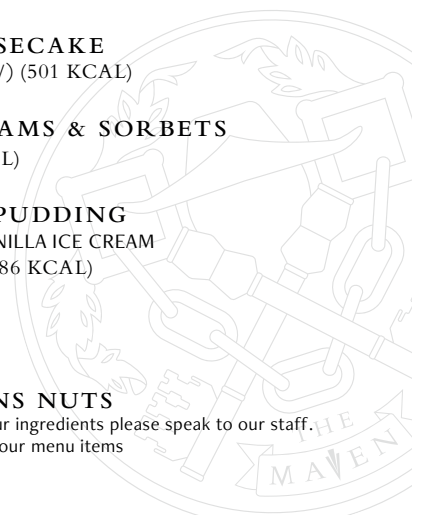 SECAKE
/) (501 KCAL)
AMS & SORBETS
L)
PUDDING
NILLA ICE CREAM
86 KCAL)
NS NUTS
ur ingredients please speak to our staff.
our menu items
THE
MAVEN